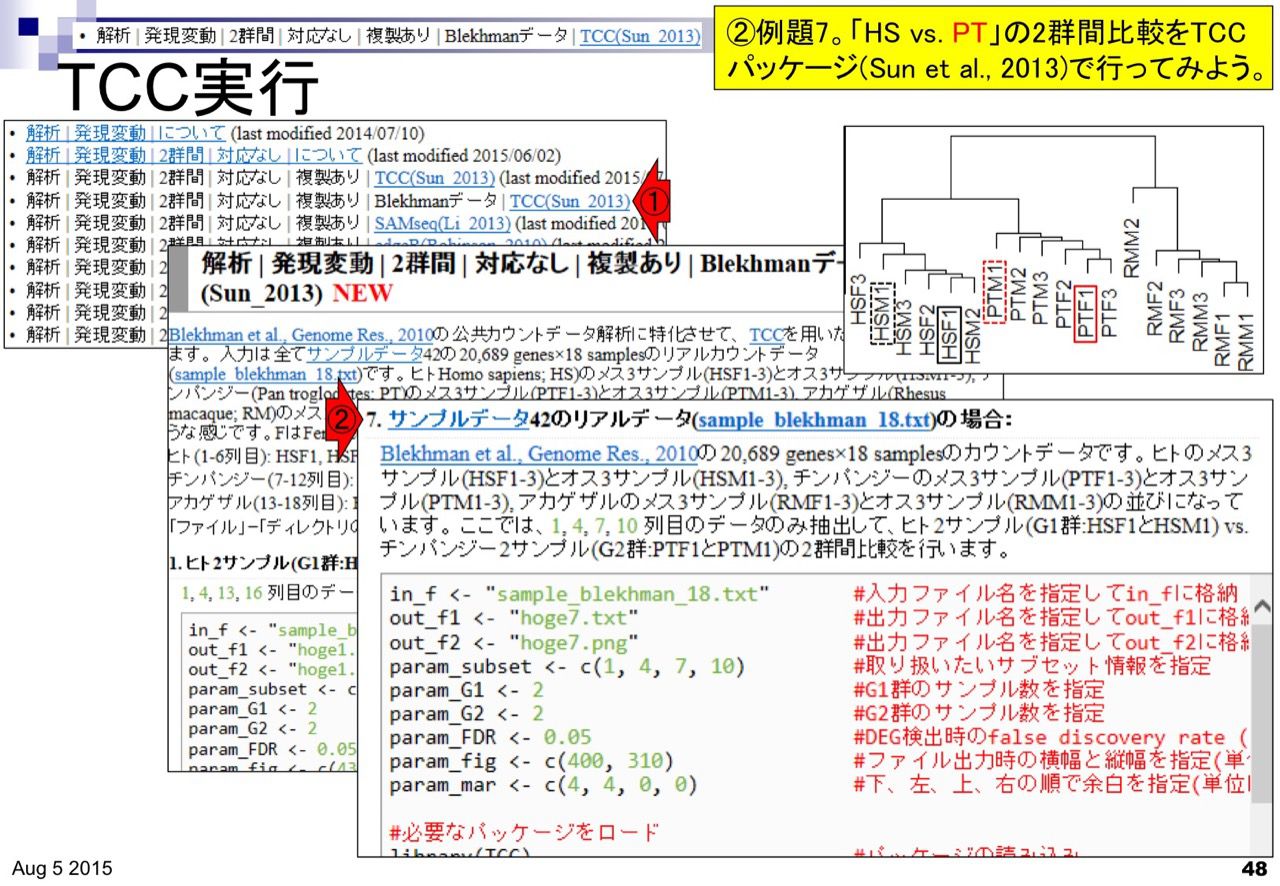 • 解析 | 発現変動 | 2群間 | 対応なし | 複製あり | Blekhmanデータ | TCC(Sun_2013)
②例題7。「HS vs. PT」の2群間比較をTCC
パッケージ(Sun et al., 2013)で行ってみよう。
TCC実行
• 解析 | 発現変動 | について (last modified 2014/07/10)
• 解析 | 発現変動 | 2群間 | 対応なし | について (last modified 2015/06/02)
• 解析 | 発現変動 | 2群間 | 対応なし | 複製あり | TCC(Sun_2013) (last modified 2015/
• 解析 | 発現変動 | 2群間 | 対応なし | 複製あり | Blekhmanデータ | TCC(Sun_2013)
①
• 解析 | 発現変動 | 2群間 | 対応なし | 複製あり | SAMseq(Li_2013) (last modified 201
• 解析 | 発現変動 | 2群間 | 対応なし | 複製あり | edgeR(Robinson_2010) (last modified
• 解析 | 発現変動 | 2
• 解析 | 発現変動 | 2
• 解析 | 発現変動 | 2
• 解析 | 発現変動 | 2
解析 | 発現変動 | 2群間 | 対応なし | 複製あり | Blekhmanデー
(Sun_2013) NEW
Blekhman et al., Genome Res., 2010の公共カウントデータ解析に特化させて、TCCを用いた
ます。入力は全てサンプルデータ42の20,689 genes×18 samplesのリアルカウントデータ
(sample_blekhman_18.txt)です。ヒトHomo sapiens; HS)のメス3サンプル(HSF1-3)とオス3サンプル(HSM1-3), チ
ンパンジー(Pan troglodytes; PT)のメス3サンプル(PTF1-3)とオス3サンプル(PTM1-3), アカゲザル(Rhesus
macaque; RM)のメス
うな感じです。FはFem
ヒト(1-6列目): HSF1, HSF
チンパンジー(7-12列目):
アカゲザル(13-18列目):
「ファイル」−「ディレクトリの
1. ヒト2サンプル(G1群:H
1, 4, 13, 16 列目のデー
in_f <- "sample_b
out_f1 <- "hoge1.
out_f2 <- "hoge1.
param_subset <- c
param_G1 <- 2
param_G2 <- 2
param_FDR <- 0.05
param_fig <- c(43
HSF3
HSM1
HSM3
HSF2
HSF1
HSM2
PTM1
PTM2
PTM3
PTF2
PTF1
PTF3
RMM2
RMF2
RMF3
RMM3
RMF1
RMM1
②
7. サンプルデータ42のリアルデータ(sample_blekhman_18.txt)の場合:
Blekhman et al., Genome Res., 2010の 20,689 genes×18 samplesのカウントデータです。ヒトのメス3
サンプル(HSF1-3)とオス3サンプル(HSM1-3), チンパンジーのメス3サンプル(PTF1-3)とオス3サン
プル(PTM1-3), アカゲザルのメス3サンプル(RMF1-3)とオス3サンプル(RMM1-3)の並びになって
います。ここでは、1, 4, 7, 10 列目のデータのみ抽出して、ヒト2サンプル(G1群:HSF1とHSM1) vs.
チンパンジー2サンプル(G2群:PTF1とPTM1)の2群間比較を行います。
in_f <- "sample_blekhman_18.txt" #入力ファイル名を指定してin_fに格納
out_f1 <- "hoge7.txt" #出力ファイル名を指定してout_f1に格納
out_f2 <- "hoge7.png" #出力ファイル名を指定してout_f2に格納
param_subset <- c(1, 4, 7, 10) #取り扱いたいサブセット情報を指定
param_G1 <- 2 #G1群のサンプル数を指定
param_G2 <- 2 #G2群のサンプル数を指定
param_FDR <- 0.05 #DEG検出時のfalse discovery rate (
param_fig <- c(400, 310) #ファイル出力時の横幅と縦幅を指定(単
param_mar <- c(4, 4, 0, 0) #下、左、上、右の順で余白を指定(単位
#必要なパッケージをロード
library(TCC) #パッケージの読み込み
Aug 5 2015
48